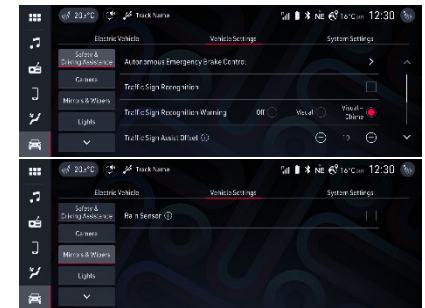 20.5°C Track Name NE 16°C 12:30
Electric Vehicle Vehicle Settings System Settings
Safety &
Driving Assistance
Autonomous Emergency Brake Control
Camera
Traffic Sign Recognition
Mirrors & Wipers
Traffic Sign Recognition Warning Off Visual Visual +
Chime
Lights
Traffic Sign Assist Offset 10
20.5°C Track Name NE 16°C 12:30
Electric Vehicle Vehicle Settings System Settings
Safety &
Driving Assistance
Rain Sensor
Camera
Mirrors & Wipers
Lights